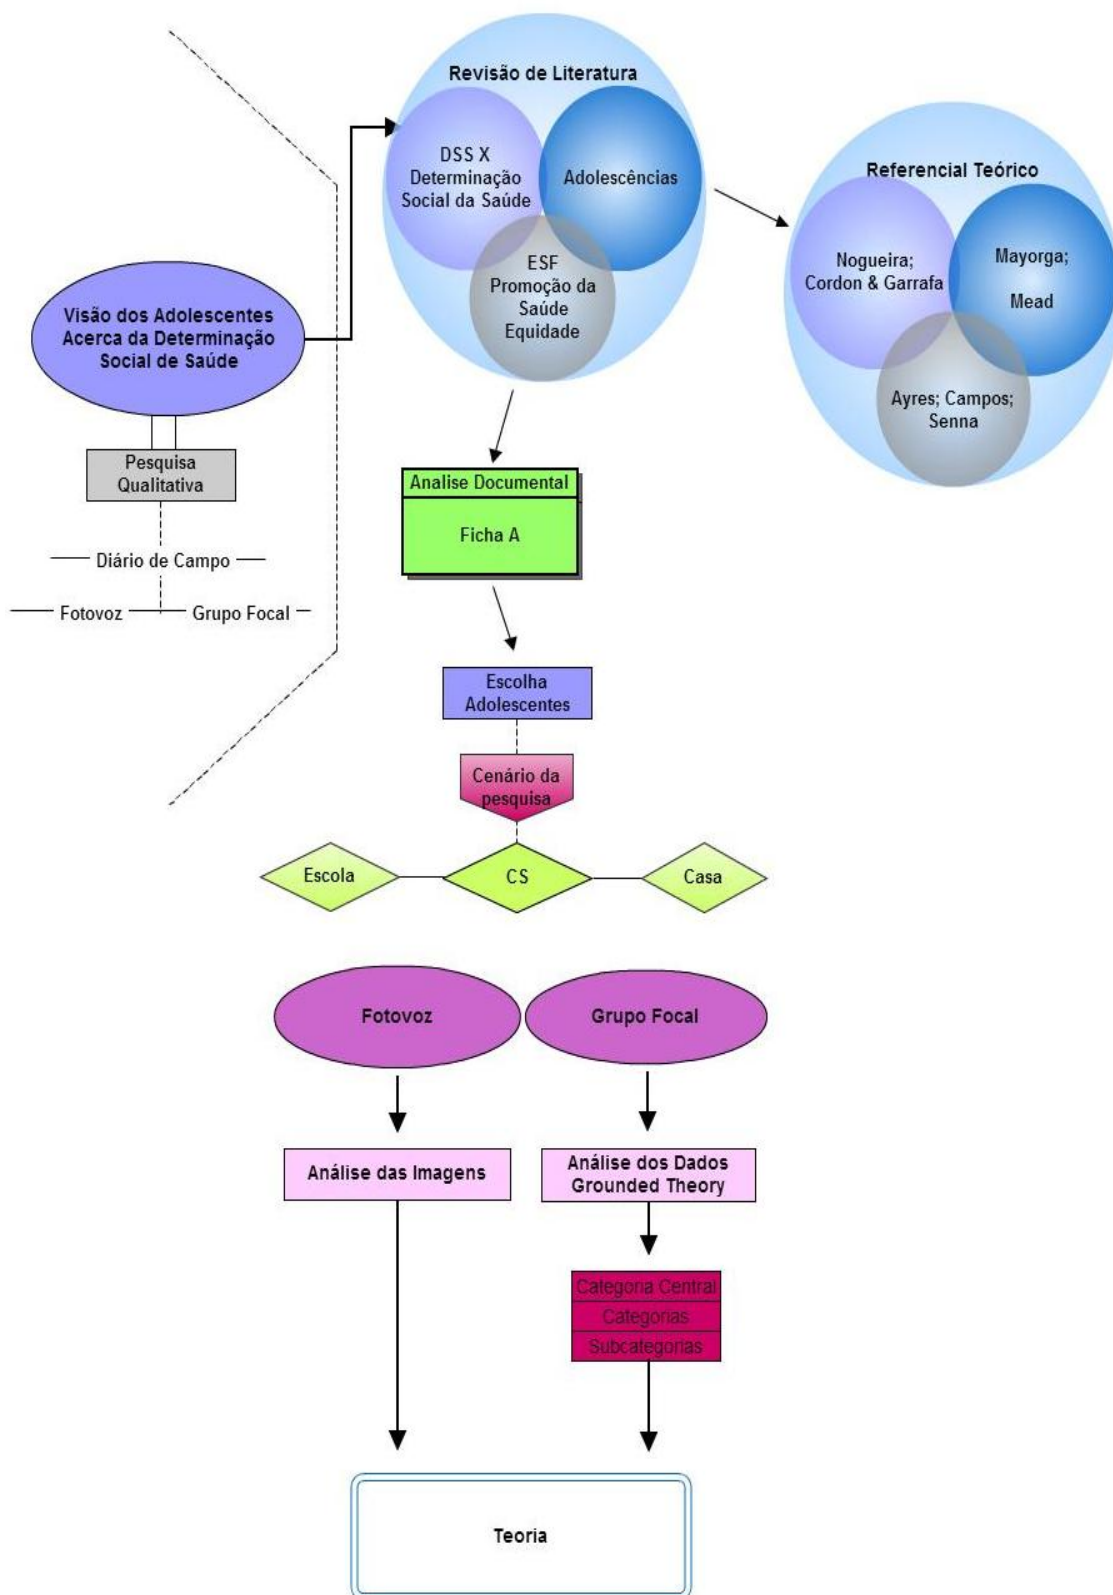 Revisão de Literatura
DSS X
Determinação
Social da Saúde
Adolescências
ESF
Promoção da
Saúde
Equidade
Referencial Teórico
Nogueira;
Cordon & Garrafa
Mayorga;
Mead
Ayres; Campos;
Senna
Visão dos Adolescentes
Acerca da Determinação
Social de Saúde
Pesquisa
Qualitativa
Diário de Campo
Fotovoz
Grupo Focal
Analise Documental
Ficha A
Escolha
Adolescentes
Cenário da
pesquisa
Escola
CS
Casa
Fotovoz
Grupo Focal
Análise das Imagens
Análise dos Dados
Grounded Theory
Categoria Central
Categorias
Subcategorias
Teoria